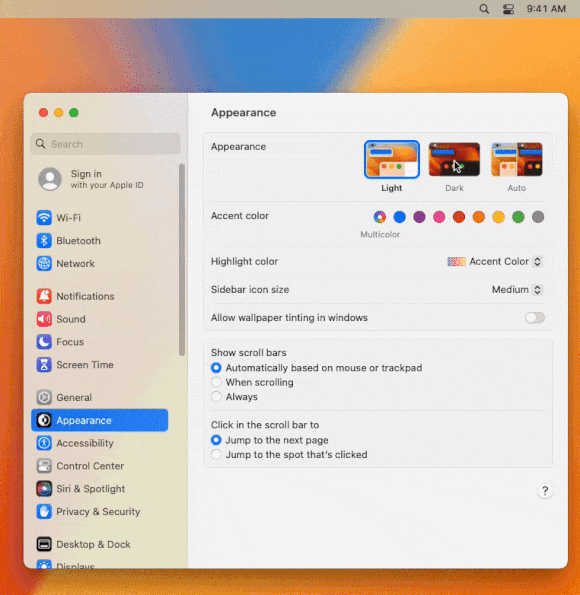 9:41 AM
Appearance
Search
Sign in
with your Apple ID
Wi-Fi
Bluetooth
Network
Notifications
Sound
Focus
Screen Time
General
Appearance
Accessibility
Control Center
Siri & Spotlight
Privacy & Security
Desktop & Dock
Displays
Appearance
Light
Dark
Auto
Accent color
Multicolor
Highlight color
Accent Color
Sidebar icon size
Medium
Allow wallpaper tinting in windows
Show scroll bars
Automatically based on mouse or trackpad
When scrolling
Always
Click in the scroll bar to
Jump to the next page
Jump to the spot that's clicked
?